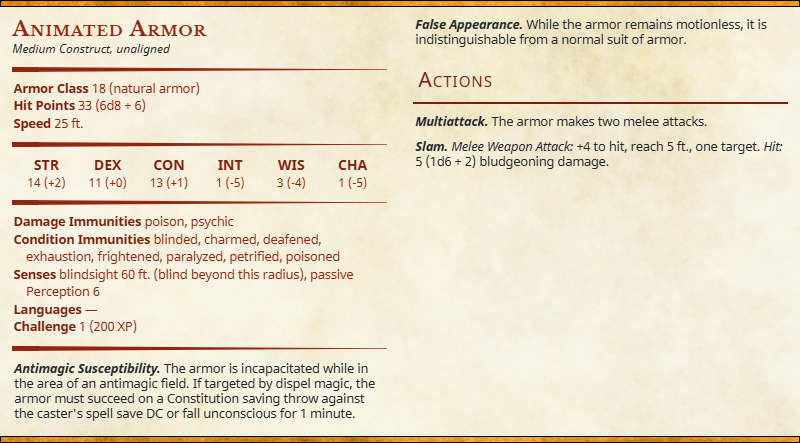 Animated Armor
Medium Construct, unaligned
Armor Class 18 (natural armor)
Hit Points 33 (6d8 + 6)
Speed 25 ft.
STR DEX CON INT WIS CHA
14 (+2) 11 (+0) 13 (+1) 1 (-5) 3 (-4) 1 (-5)
Damage Immunities poison, psychic
Condition Immunities blinded, charmed, deafened,
exhaustion, frightened, paralyzed, petrified, poisoned
Senses blindsight 60 ft. (blind beyond this radius), passive
Perception 6
Languages —
Challenge 1 (200 XP)
Antimagic Susceptibility. The armor is incapacitated while in
the area of an antimagic field. If targeted by dispel magic, the
armor must succeed on a Constitution saving throw against
the caster's spell save DC or fall unconscious for 1 minute.
False Appearance. While the armor remains motionless, it is
indistinguishable from a normal suit of armor.
Actions
Multiattack. The armor makes two melee attacks.
Slam. Melee Weapon Attack: +4 to hit, reach 5 ft., one target. Hit:
5 (1d6 + 2) bludgeoning damage.